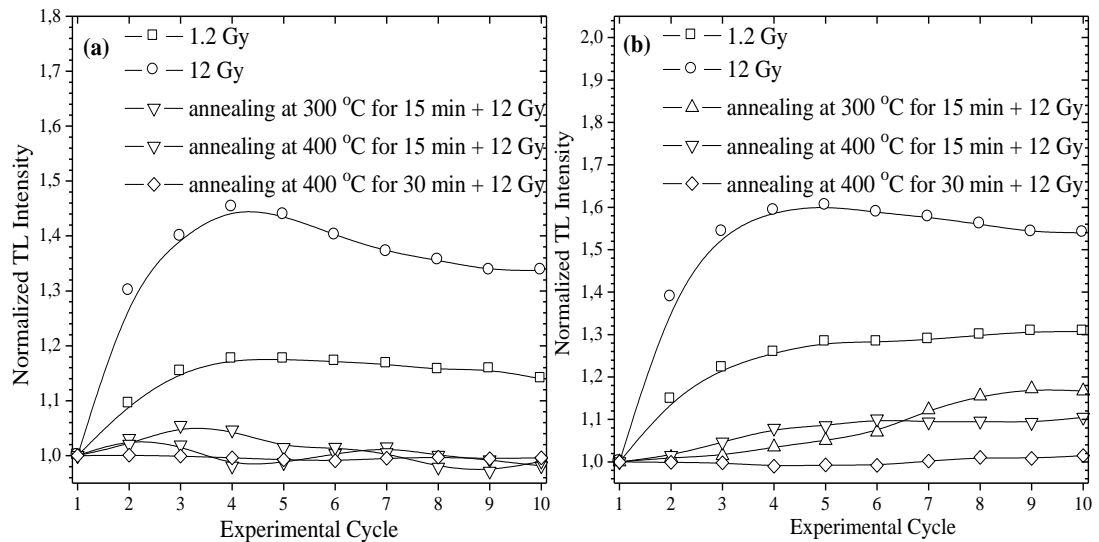 (a)
1.2 Gy
12 Gy
annealing at 300 °C for 15 min + 12 Gy
annealing at 400 °C for 15 min + 12 Gy
annealing at 400 °C for 30 min + 12 Gy
Normalized TL Intensity
1,8
1,7
1,6
1,5
1,4
1,3
1,2
1,1
1,0
1 2 3 4 5 6 7 8 9 10
Experimental Cycle
(b)
1.2 Gy
12 Gy
annealing at 300 °C for 15 min + 12 Gy
annealing at 400 °C for 15 min + 12 Gy
annealing at 400 °C for 30 min + 12 Gy
Normalized TL Intensity
2,0
1,9
1,8
1,7
1,6
1,5
1,4
1,3
1,2
1,1
1,0
1 2 3 4 5 6 7 8 9 10
Experimental Cycle